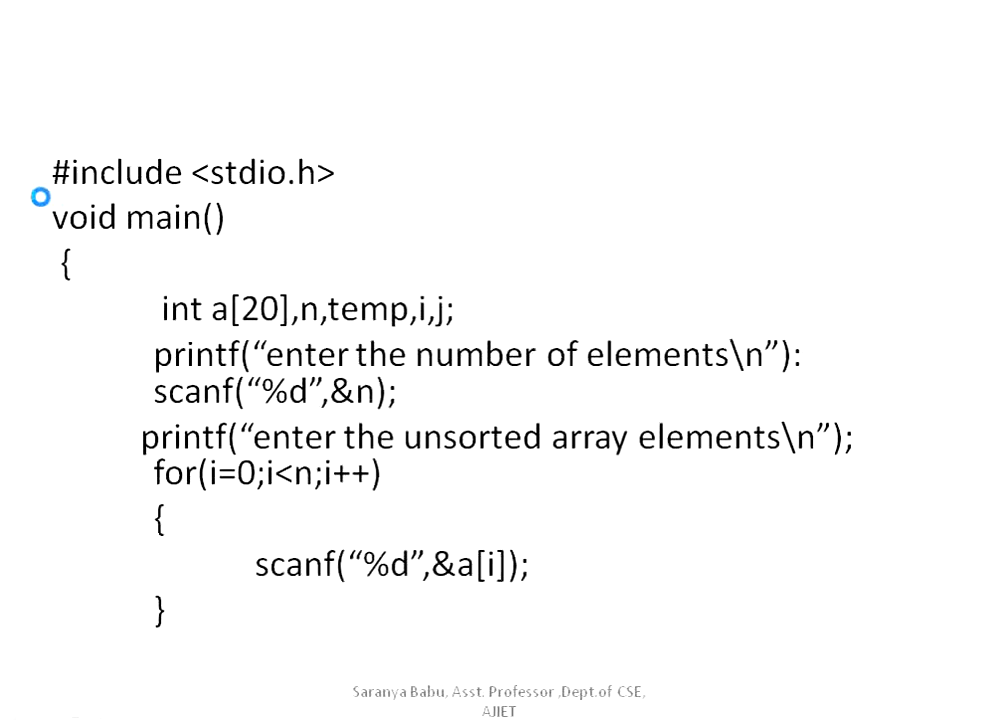 #include <stdio.h>
void main()
{
int a[20],n,temp,i,j;
printf(“enter the number of elements\n”):
scanf(“%d”,&n);
printf(“enter the unsorted array elements\n”);
for(i=0;i<n;i++)
{
scanf(“%d”,&a[i]);
}
Saranya Babu, Asst. Professor ,Dept.of CSE,
AJIET